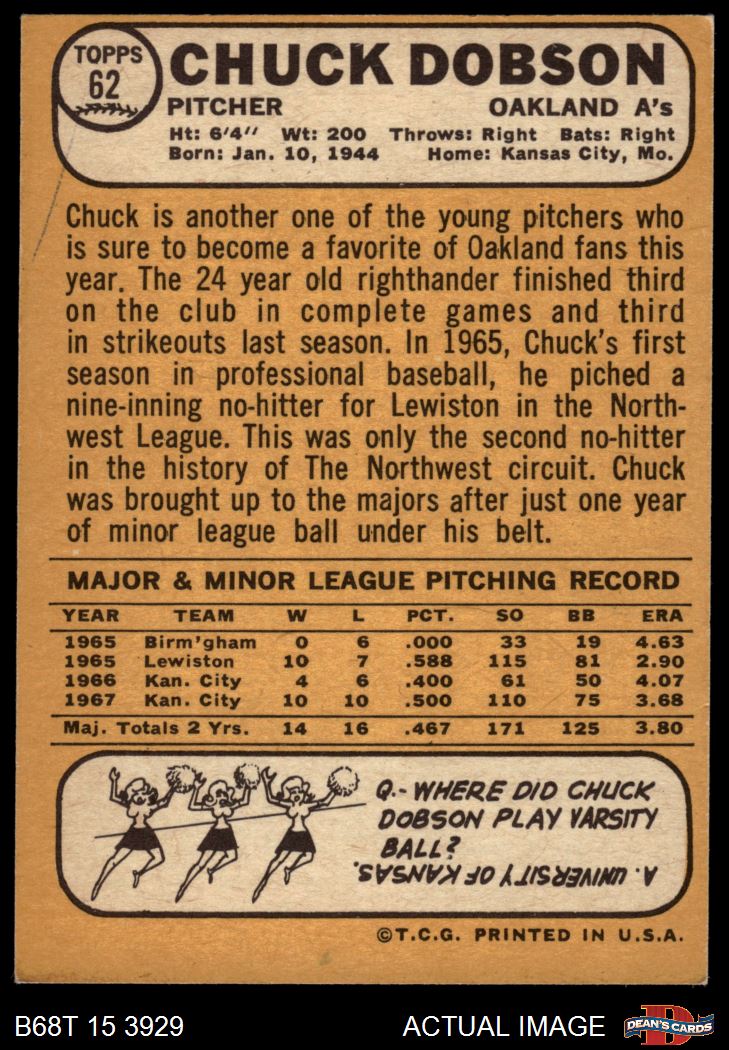 TOPPS
62
CHUCK DOBSON
PITCHER OAKLAND A's
Ht: 6'4" Wt: 200 Throws: Right Bats: Right
Born: Jan. 10, 1944 Home: Kansas City, Mo.
Chuck is another one of the young pitchers who
is sure to become a favorite of Oakland fans this
year. The 24 year old righthander finished third
on the club in complete games and third
in strikeouts last season. In 1965, Chuck's first
season in professional baseball, he piched a
nine-inning no-hitter for Lewiston in the North-
west League. This was only the second no-hitter
in the history of The Northwest circuit. Chuck
was brought up to the majors after just one year
of minor league ball under his belt.
MAJOR & MINOR LEAGUE PITCHING RECORD
YEAR TEAM W L PCT. SO BB ERA
1965 Birm'gham 0 6 .000 33 19 4.63
1965 Lewiston 10 7 .588 115 81 2.90
1966 Kan. City 4 6 .400 61 50 4.07
1967 Kan. City 10 10 .500 110 75 3.68
Maj. Totals 2 Yrs. 14 16 .467 171 125 3.80
Q.- WHERE DID CHUCK
DOBSON PLAY VARSITY
BALL?
A. UNIVERSITY OF KANSAS.
©T.C.G. PRINTED IN U.S.A.
B68T 15 3929 ACTUAL IMAGE
D
DEAN'S CARDS